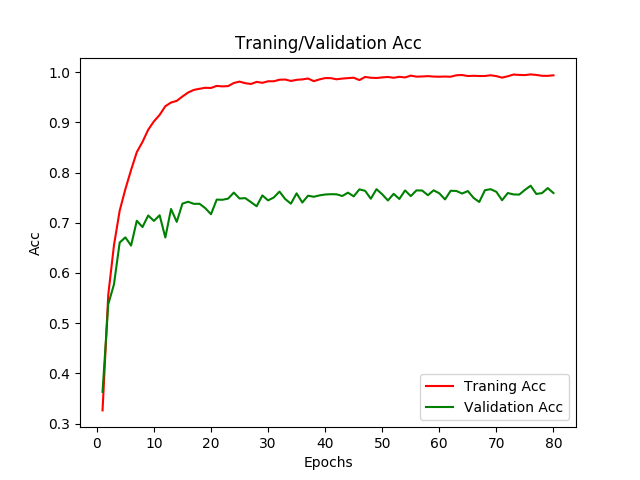 Traning/Validation Acc
1.0
0.9
0.8
0.7
0.6
0.5
0.4
0.3
Acc
0 10 20 30 40 50 60 70 80
Epochs
Traning Acc
Validation Acc